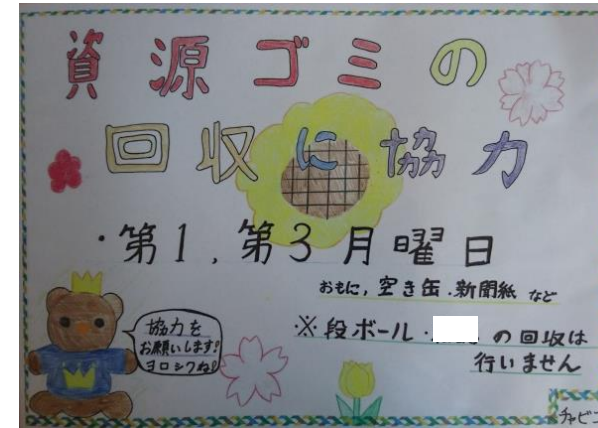 資源ゴミの
回収に協力
・第1,第3月曜日
おもに,空き缶.新聞紙 など
※段ボール・ の回収は
行いません
協力を
お願いします!
ヨロシクね!